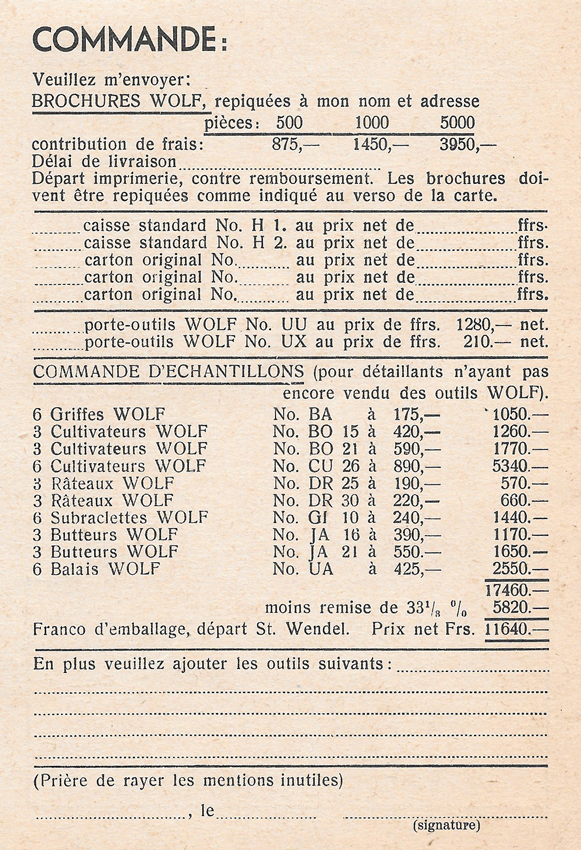 COMMANDE:
Veuillez m'envoyer:
BROCHURES WOLF, repiquées à mon nom et adresse
pièces: 500 1000 5000
contribution de frais: 875,— 1450,— 3950,—
Délai de livraison
Départ imprimerie, contre remboursement. Les brochures doi-
vent être repiquées comme indiqué au verso de la carte.
caisse standard No. H 1. au prix net de ffrs.
caisse standard No. H 2. au prix net de ffrs.
carton original No. au prix net de ffrs.
carton original No. au prix net de ffrs.
carton original No. au prix net de ffrs.
porte-outils WOLF No. UU au prix de ffrs. 1280,— net.
porte-outils WOLF No. UX au prix de ffrs. 210.— net.
COMMANDE D'ECHANTILLONS (pour détaillants n'ayant pas
encore vendu des outils WOLF).
6 Griffes WOLF No. BA à 175,— 1050.—
3 Cultivateurs WOLF No. BO 15 à 420,— 1260.—
3 Cultivateurs WOLF No. BO 21 à 590,— 1770.—
6 Cultivateurs WOLF No. CU 26 à 890,— 5340.—
3 Râteaux WOLF No. DR 25 à 190,— 570.—
3 Râteaux WOLF No. DR 30 à 220,— 660.—
6 Subraclettes WOLF No. GI 10 à 240,— 1440.—
3 Butteurs WOLF No. JA 16 à 390,— 1170.—
3 Butteurs WOLF No. JA 21 à 550.— 1650.—
6 Balais WOLF No. UA à 425,— 2550.—
17460.—
moins remise de 33 1/3 % 5820.—
Franco d'emballage, départ St. Wendel. Prix net Frs. 11640.—
En plus veuillez ajouter les outils suivants:
(Prière de rayer les mentions inutiles)
, le
(signature)